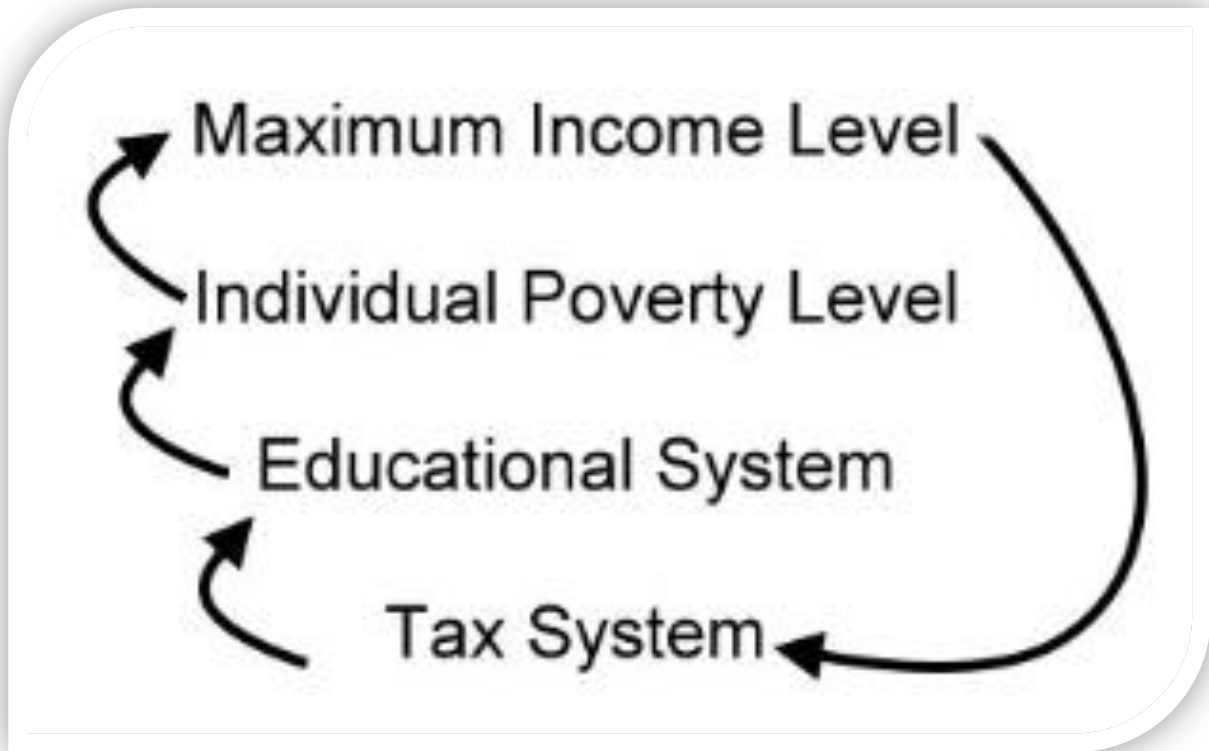 Maximum Income Level
Individual Poverty Level
Educational System
Tax System